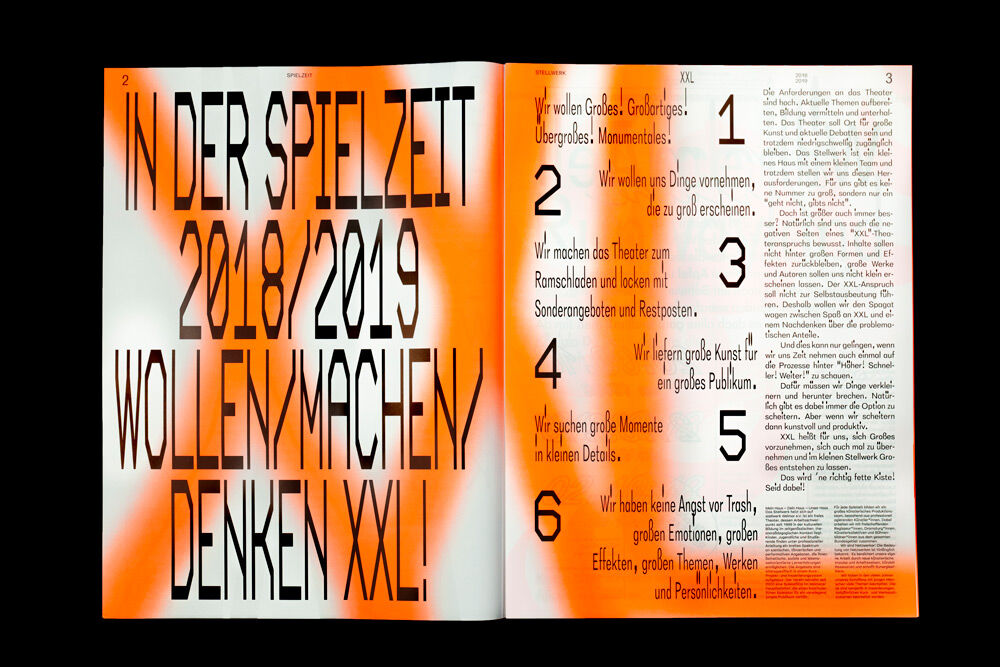 2
SPIELZEIT
IN DER SPIELZEIT
2018/2019
WOLLEN/MACHEN/
DENKEN XXL!
STELLWERK
XXL
2018
2019
3
Wir wollen Großes! Großartiges!
Übergroßes! Monumentales!
1
2
Wir wollen uns Dinge vornehmen,
die zu groß erscheinen.
Wir machen das Theater zum
Ramschladen und locken mit
Sonderangeboten und Restposten.
3
4
Wir liefern große Kunst für
ein großes Publikum.
Wir suchen große Momente
in kleinen Details.
5
6
Wir haben keine Angst vor Trash,
großen Emotionen, großen
Effekten, großen Themen, Werken
und Persönlichkeiten.
Die Anforderungen an das Theater
sind hoch. Aktuelle Themen aufberei-
ten, Bildung vermitteln und unterhal-
ten. Das Theater soll Ort für große
Kunst und aktuelle Debatten sein und
trotzdem niedrigschwellig zugänglich
bleiben. Das Stellwerk ist ein klei-
nes Haus mit einem kleinen Team und
trotzdem stellen wir uns diesen Her-
ausforderungen. Für uns gibt es kei-
ne Nummer zu groß, sondern nur ein
"geht nicht, gibts nicht".
Doch ist größer auch immer bes-
ser! Natürlich sind uns auch die ne-
gativen Seiten eines "XXL"-Thea-
teranspruchs bewusst. Inhalte sollen
nicht hinter großen Formen und Ef-
fekten zurückbleiben, große Werke
und Autoren sollen uns nicht klein er-
scheinen lassen. Der XXL-Anspruch
soll nicht zur Selbstausbeutung füh-
ren. Deshalb wollen wir den Spagat
wagen zwischen Spaß an XXL und ei-
nem Nachdenken über die problema-
tischen Anteile.
Und dies kann nur gelingen, wenn
wir uns Zeit nehmen auch einmal auf
die Prozesse hinter "Höher! Schnel-
ler! Weiter!" zu schauen.
Dafür müssen wir Dinge verklei-
nern und herunter brechen. Natür-
lich gibt es dabei immer die Option zu
scheitern. Aber wenn wir scheitern
dann kunstvoll und produktiv.
XXL heißt für uns, sich Großes
vorzunehmen, sich auch mal zu über-
nehmen und im kleinen Stellwerk Gro-
ßes entstehen zu lassen.
Das wird 'ne richtig fette Kiste!
Seid dabei!
Mein Haus – Dein Haus – Unser Haus